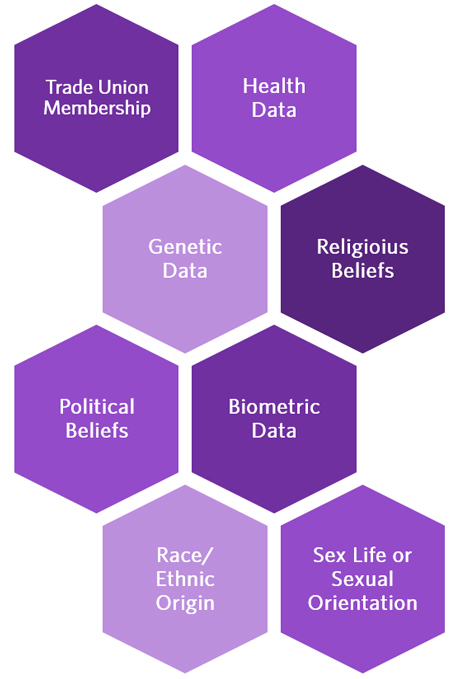 Trade Union
Membership
Health
Data
Genetic
Data
Religioius
Beliefs
Political
Beliefs
Biometric
Data
Race/
Ethnic
Origin
Sex Life or
Sexual
Orientation